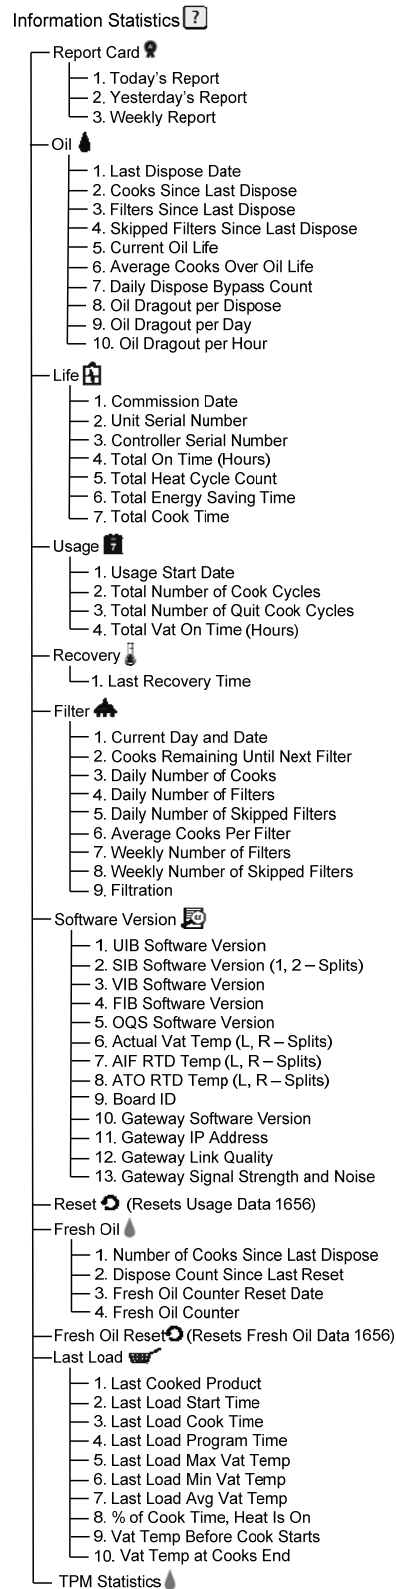 Information Statistics ?
Report Card
1. Today's Report
2. Yesterday's Report
3. Weekly Report
Oil
1. Last Dispose Date
2. Cooks Since Last Dispose
3. Filters Since Last Dispose
4. Skipped Filters Since Last Dispose
5. Current Oil Life
6. Average Cooks Over Oil Life
7. Daily Dispose Bypass Count
8. Oil Dragout per Dispose
9. Oil Dragout per Day
10. Oil Dragout per Hour
Life
1. Commission Date
2. Unit Serial Number
3. Controller Serial Number
4. Total On Time (Hours)
5. Total Heat Cycle Count
6. Total Energy Saving Time
7. Total Cook Time
Usage 7
1. Usage Start Date
2. Total Number of Cook Cycles
3. Total Number of Quit Cook Cycles
4. Total Vat On Time (Hours)
Recovery
1. Last Recovery Time
Filter
1. Current Day and Date
2. Cooks Remaining Until Next Filter
3. Daily Number of Cooks
4. Daily Number of Filters
5. Daily Number of Skipped Filters
6. Average Cooks Per Filter
7. Weekly Number of Filters
8. Weekly Number of Skipped Filters
9. Filtration
Software Version
1. UIB Software Version
2. SIB Software Version (1, 2 – Splits)
3. VIB Software Version
4. FIB Software Version
5. OQS Software Version
6. Actual Vat Temp (L, R – Splits)
7. AIF RTD Temp (L, R – Splits)
8. ATO RTD Temp (L, R – Splits)
9. Board ID
10. Gateway Software Version
11. Gateway IP Address
12. Gateway Link Quality
13. Gateway Signal Strength and Noise
Reset (Resets Usage Data 1656)
Fresh Oil
1. Number of Cooks Since Last Dispose
2. Dispose Count Since Last Reset
3. Fresh Oil Counter Reset Date
4. Fresh Oil Counter
Fresh Oil Reset (Resets Fresh Oil Data 1656)
Last Load
1. Last Cooked Product
2. Last Load Start Time
3. Last Load Cook Time
4. Last Load Program Time
5. Last Load Max Vat Temp
6. Last Load Min Vat Temp
7. Last Load Avg Vat Temp
8. % of Cook Time, Heat Is On
9. Vat Temp Before Cook Starts
10. Vat Temp at Cooks End
TPM Statistics